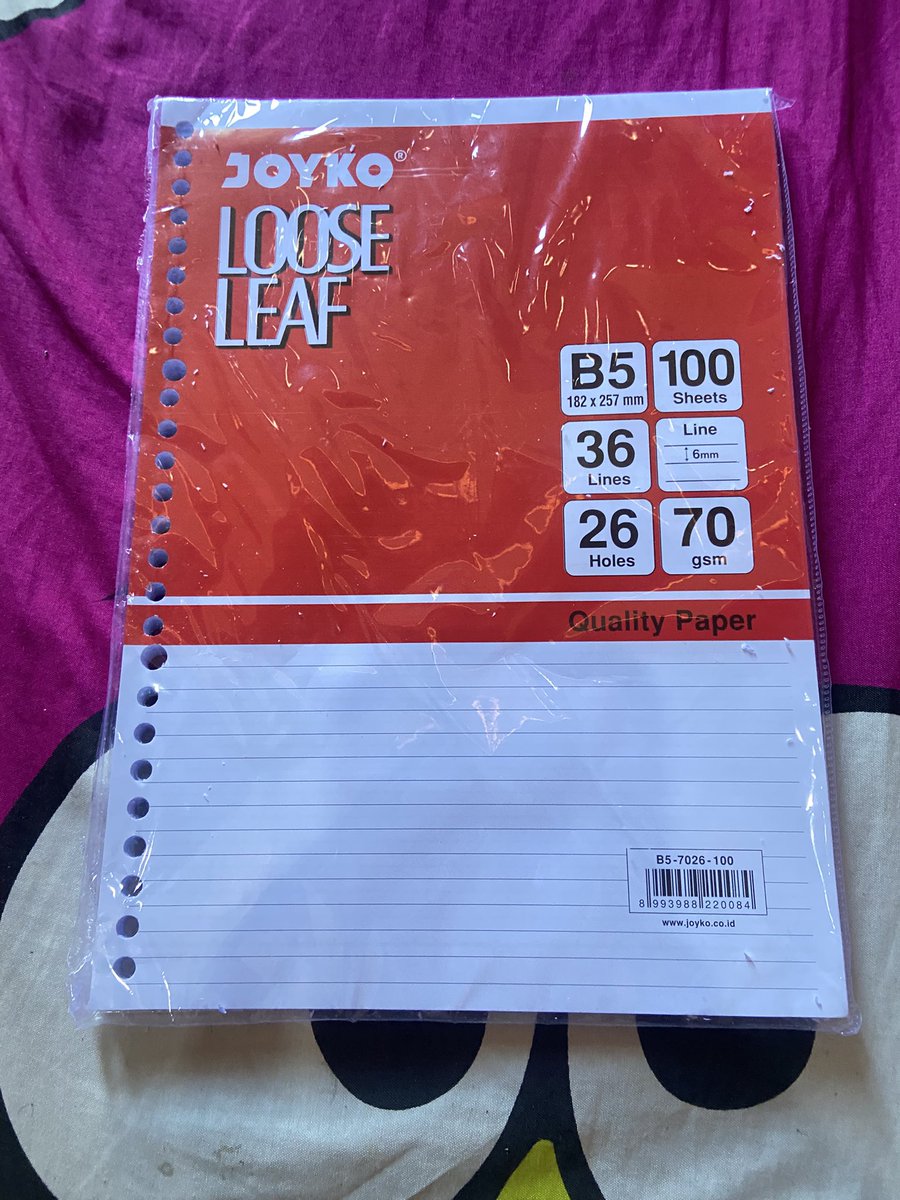 JOYKO®
LOOSE
LEAF
B5
182 x 257 mm
100
Sheets
36
Lines
Line
6mm
26
Holes
70
gsm
Quality Paper
B5-7026-100
8 993988 220084
www.joyko.co.id